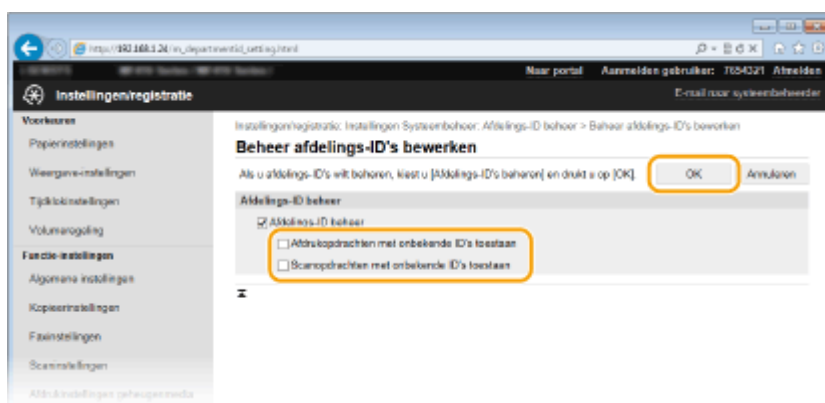 http://192.168.1.24/m_departmentid_setting.html
Naar portal Aanmelden gebruiker: 7654321 Afmelden
Instellingen/registratie
E-mail naar systeembeheerder
Voorkeuren
Papierinstellingen
Weergave-instellingen
Tijdklokinstellingen
Volumeregeling
Functie-instellingen
Algemene instellingen
Kopieerinstellingen
Faxinstellingen
Scaninstellingen
Afdrukinstellingen geheugenmedia
Instellingen/registratie: Instellingen Systeembeheer: Afdelings-ID beheer > Beheer afdelings-ID's bewerken
Beheer afdelings-ID's bewerken
Als u afdelings-ID's wilt beheren, kiest u [Afdelings-ID's beheren] en drukt u op [OK].
OK
Annuleren
Afdelings-ID beheer
Afdelings-ID beheer
Afdrukopdrachten met onbekende ID's toestaan
Scanopdrachten met onbekende ID's toestaan